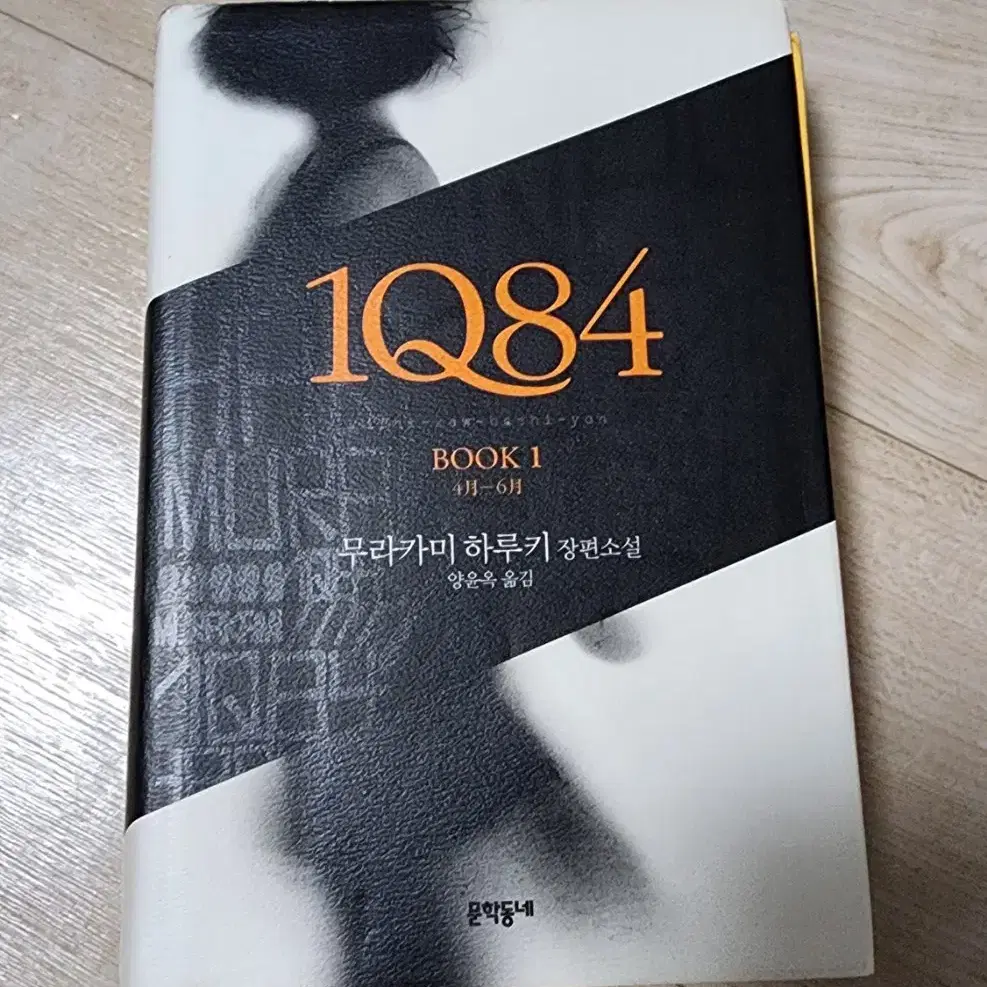 1Q84
BOOK 1
4月-6月
무라카미 하루키 장편소설
양윤옥 옮김
문학동네